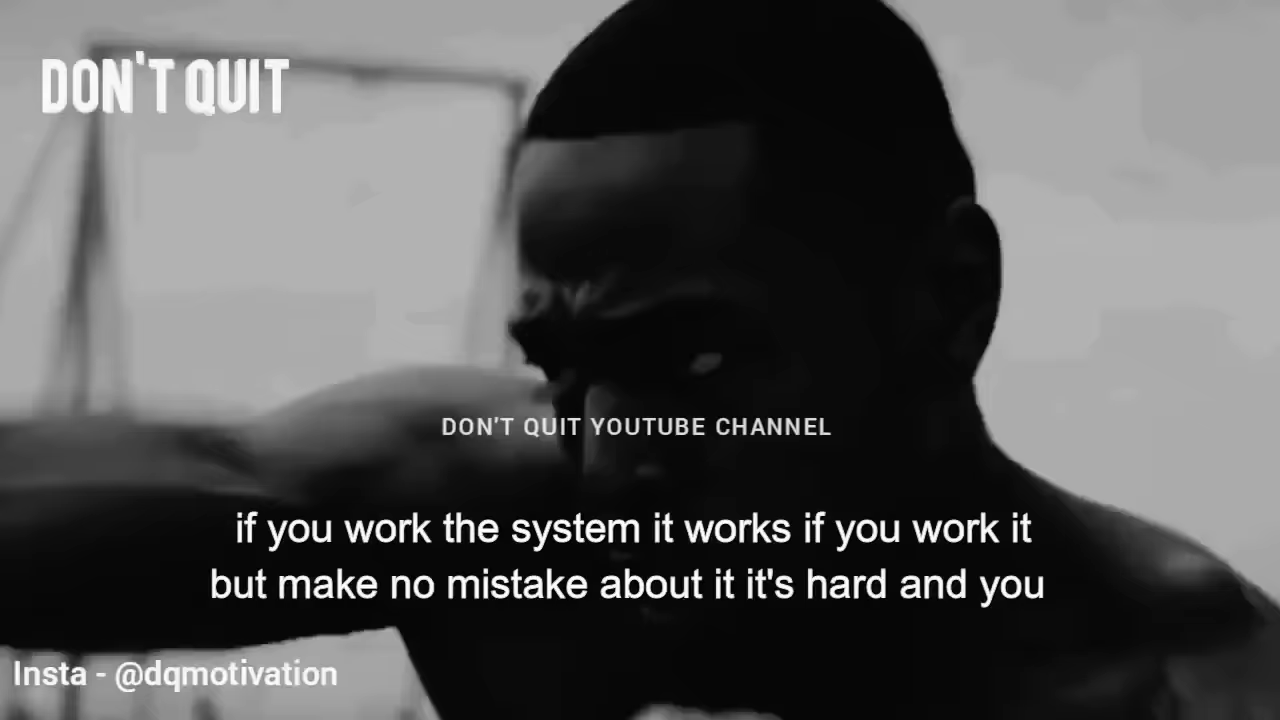 DON'T QUIT
DON'T QUIT YOUTUBE CHANNEL
if you work the system it works if you work it
but make no mistake about it it's hard and you
Insta - @dqmotivation